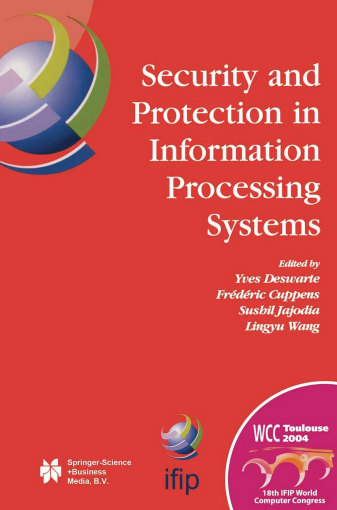 Security and
Protection in
Information
Processing
Systems
Edited by
Yves Deswarte
Frédéric Cuppens
Sushil Jajodia
Lingyu Wang
Springer-Science
+Business
Media, B.V.
ifip
WCC Toulouse
2004
18th IFIP World
Computer Congress